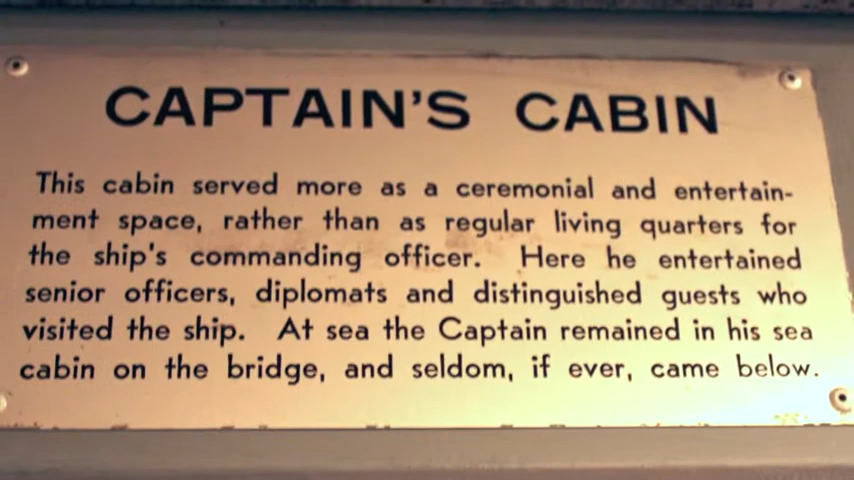 CAPTAIN'S CABIN
This cabin served more as a ceremonial and entertain-
ment space, rather than as regular living quarters for
the ship's commanding officer. Here he entertained
senior officers, diplomats and distinguished guests who
visited the ship. At sea the Captain remained in his sea
cabin on the bridge, and seldom, if ever, came below.